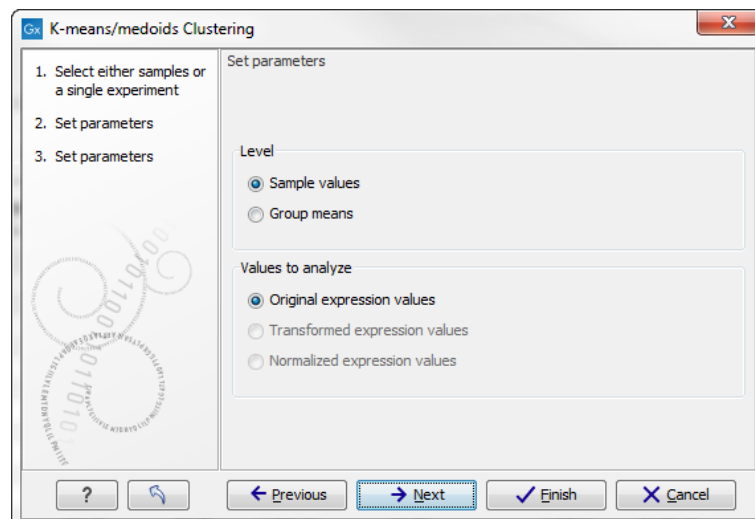 Gx K-means/medoids Clustering
1. Select either samples or
a single experiment
2. Set parameters
3. Set parameters
Set parameters
Level
Sample values
Group means
Values to analyze
Original expression values
Transformed expression values
Normalized expression values
?
Previous
Next
Finish
Cancel